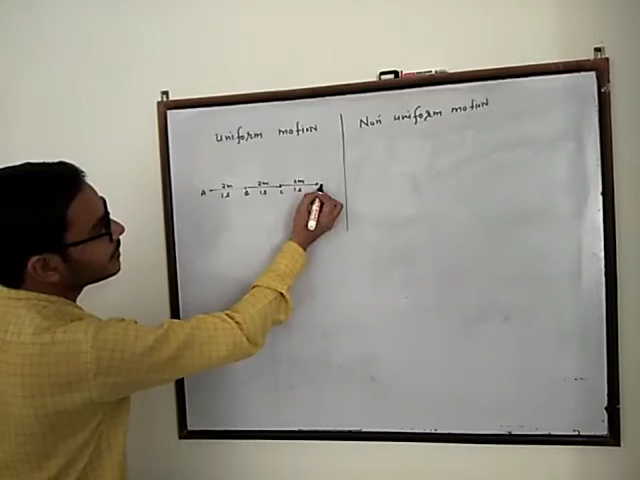 Uniform motion
Non uniform motion
2m 2m 2m
A B C
1s 1s 1s